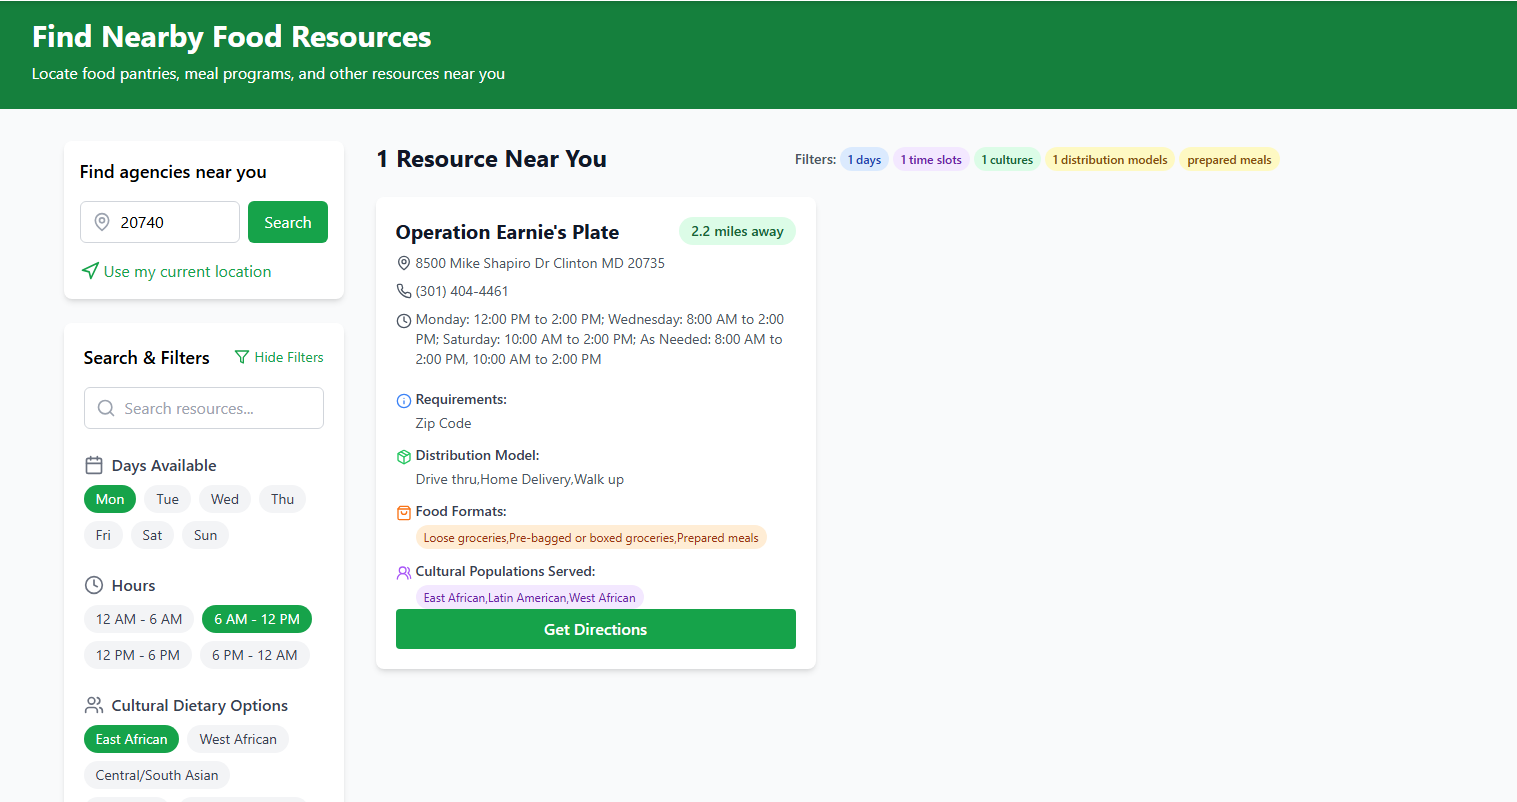 Find Nearby Food Resources
Locate food pantries, meal programs, and other resources near you
Find agencies near you
20740
Search
Use my current location
Search & Filters
Hide Filters
Search resources...
Days Available
Mon
Tue
Wed
Thu
Fri
Sat
Sun
Hours
12 AM - 6 AM
6 AM - 12 PM
12 PM - 6 PM
6 PM - 12 AM
Cultural Dietary Options
East African
West African
Central/South Asian
1 Resource Near You
Filters:
1 days
1 time slots
1 cultures
1 distribution models
prepared meals
Operation Earnie's Plate
2.2 miles away
8500 Mike Shapiro Dr Clinton MD 20735
(301) 404-4461
Monday: 12:00 PM to 2:00 PM; Wednesday: 8:00 AM to 2:00
PM; Saturday: 10:00 AM to 2:00 PM; As Needed: 8:00 AM to
2:00 PM, 10:00 AM to 2:00 PM
Requirements:
Zip Code
Distribution Model:
Drive thru,Home Delivery,Walk up
Food Formats:
Loose groceries,Pre-bagged or boxed groceries,Prepared meals
Cultural Populations Served:
East African,Latin American,West African
Get Directions